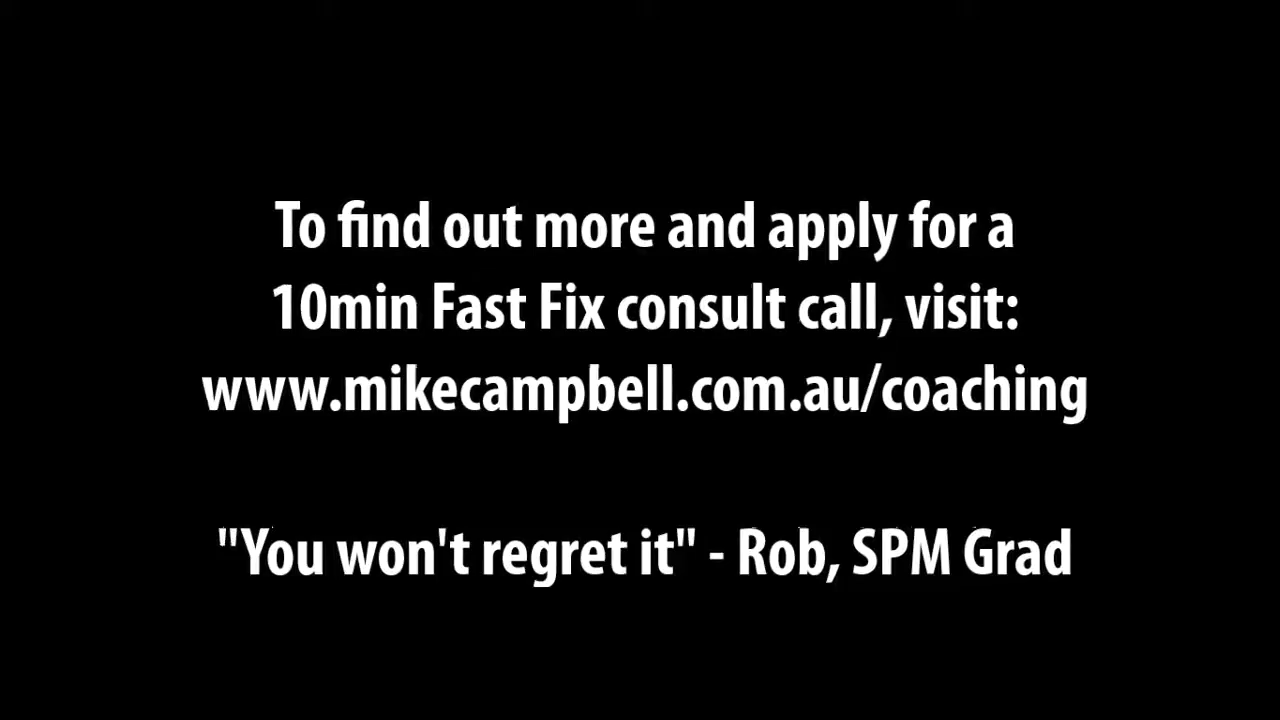 To find out more and apply for a
10min Fast Fix consult call, visit:
www.mikecampbell.com.au/coaching
"You won't regret it" - Rob, SPM Grad